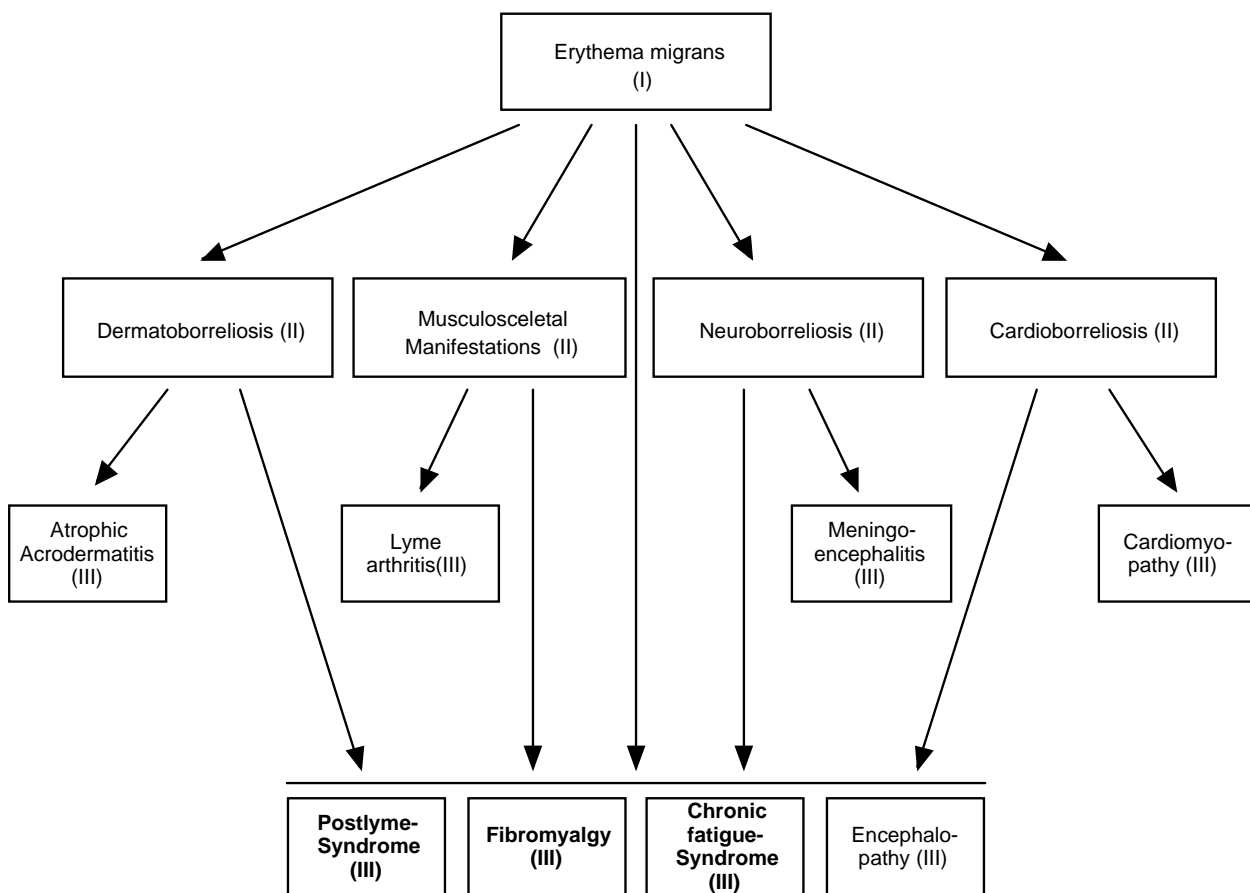 Erythema migrans
(I)
Dermatoborreliosis (II)
Musculosceletal
Manifestations (II)
Neuroborreliosis (II)
Cardioborreliosis (II)
Atrophic
Acrodermatitis
(III)
Lyme
arthritis(III)
Meningo-
encephalitis
(III)
Cardiomyo-
pathy (III)
Postlyme-
Syndrome
(III)
Fibromyalgy
(III)
Chronic
fatigue-
Syndrome
(III)
Encephalo-
pathy (III)